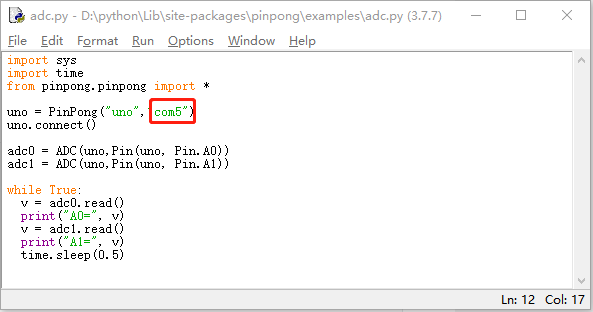 adc.py - D:\python\Lib\site-packages\pinpong\examples\adc.py (3.7.7)
File Edit Format Run Options Window Help
import sys
import time
from pinpong.pinpong import *
uno = PinPong("uno","com5")
uno.connect()
adc0 = ADC(uno,Pin(uno, Pin.A0))
adc1 = ADC(uno,Pin(uno, Pin.A1))
while True:
  v = adc0.read()
  print("A0=", v)
  v = adc1.read()
  print("A1=", v)
  time.sleep(0.5)
Ln: 12 Col: 17